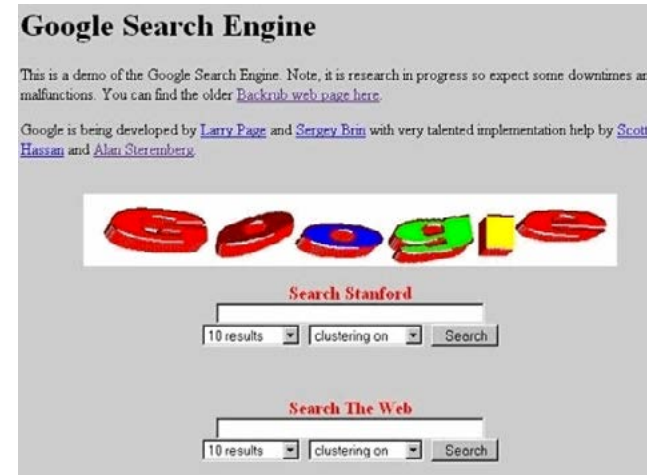 Google Search Engine
This is a demo of the Google Search Engine. Note, it is research in progress so expect some downtimes
malfunctions. You can find the older Backrub web page here.
Google is being developed by Larry Page and Sergey Brin with very talented implementation help by Scott
Hassan and Alan Steremberg.
Google
Search Stanford
10 results clustering on Search
Search The Web
10 results clustering on Search